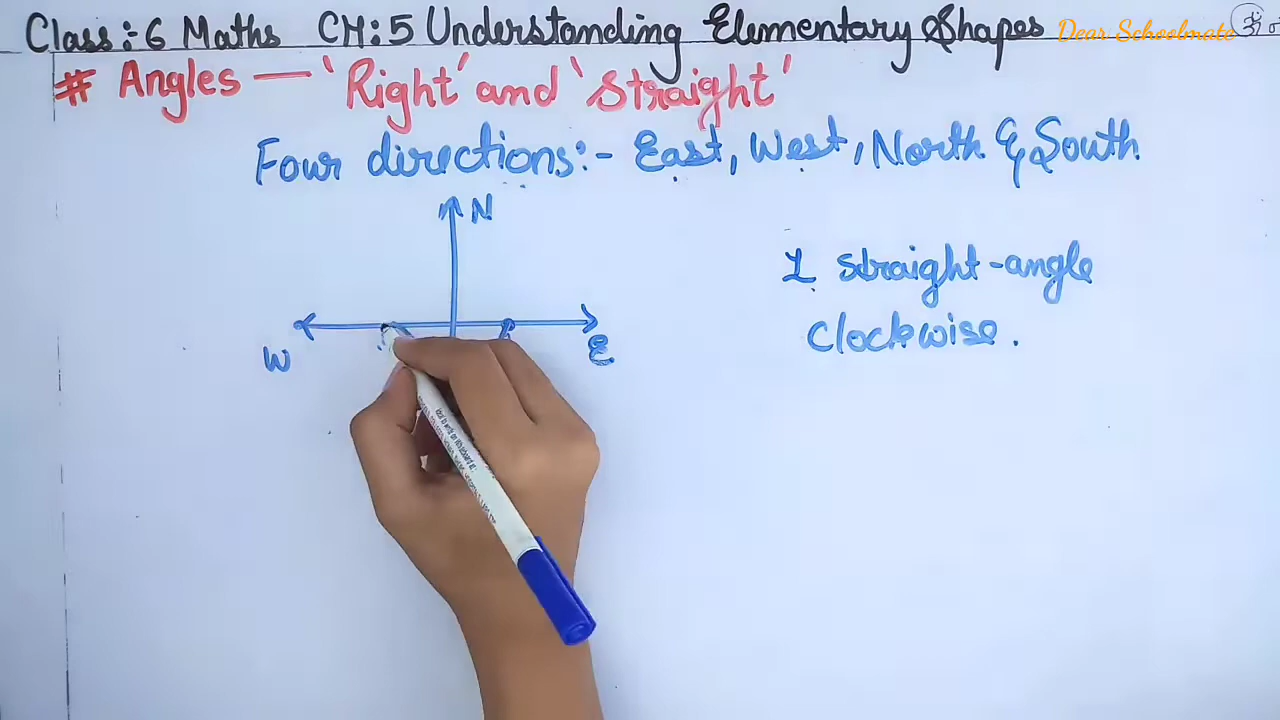 Class:- 6 Maths CH:5 Understanding Elementary Shapes
Dear Schoolmate
# Angles — 'Right' and 'Straight'
Four directions:- East, West, North & South
N
1 straight-angle
clockwise.
W
E